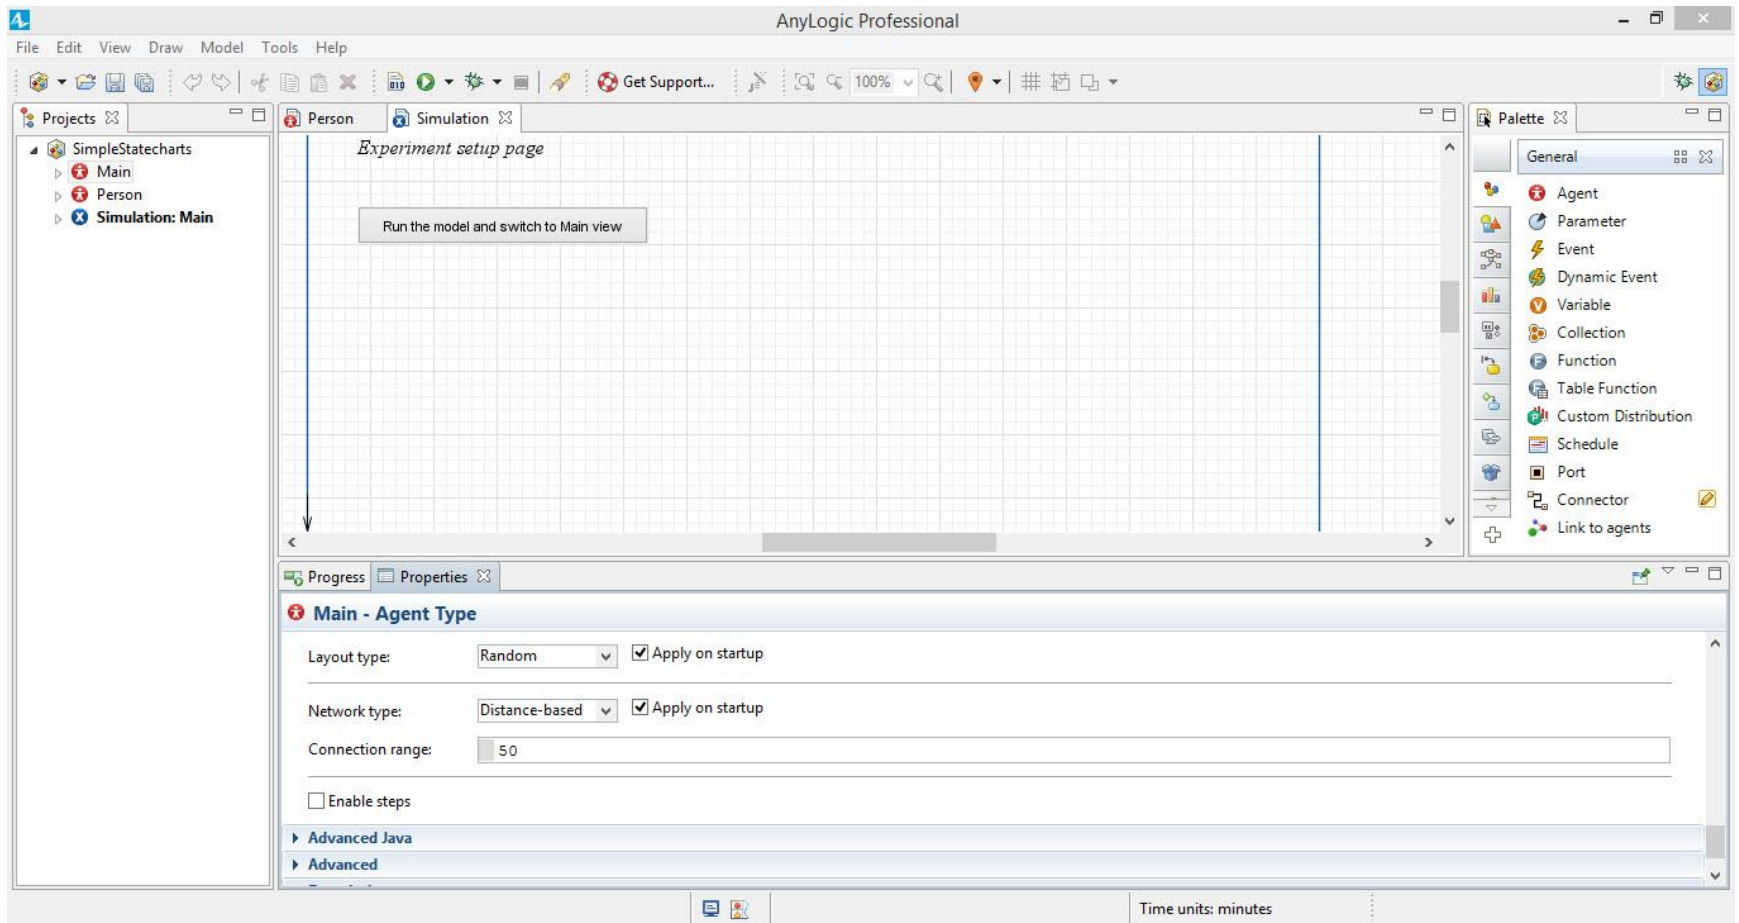 AnyLogic Professional
File Edit View Draw Model Tools Help
Get Support... 100%
Projects
SimpleStatecharts
Main
Person
Simulation: Main
Person Simulation
Experiment setup page
Run the model and switch to Main view
Palette
General
Agent
Parameter
Event
Dynamic Event
Variable
Collection
Function
Table Function
Custom Distribution
Schedule
Port
Connector
Link to agents
Progress Properties
Main - Agent Type
Layout type: Random Apply on startup
Network type: Distance-based Apply on startup
Connection range: 50
Enable steps
Advanced Java
Advanced
Time units: minutes